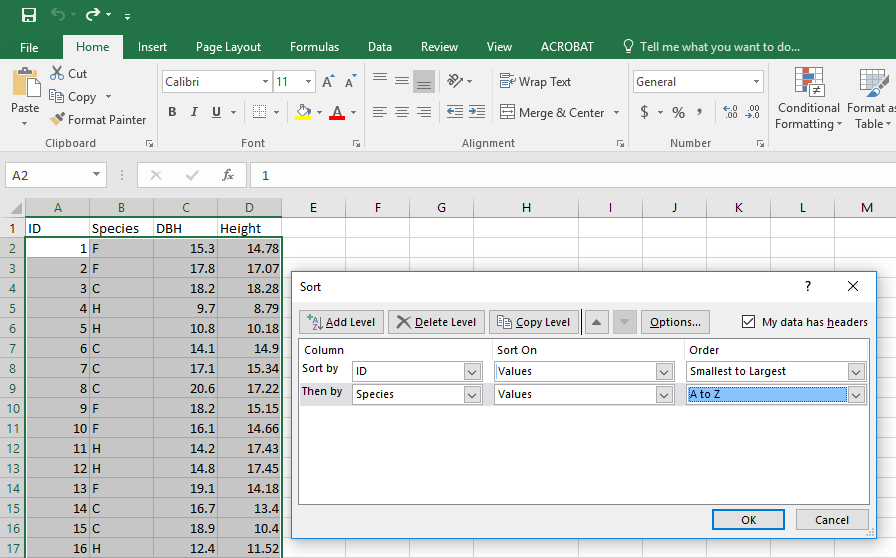 File Home Insert Page Layout Formulas Data Review View ACROBAT Tell me what you want to do...
Paste
Cut
Copy
Format Painter
Clipboard
Calibri 11 A A
B I U A
Font
Wrap Text
Merge & Center
Alignment
General
$ % ,
Number
Conditional Formatting
Format as Table
A2 fx 1
A B C D E F G H I J K L M
1 ID Species DBH Height
2 1 F 15.3 14.78
3 2 F 17.8 17.07
4 3 C 18.2 18.28
5 4 H 9.7 8.79
6 5 H 10.8 10.18
7 6 C 14.1 14.9
8 7 C 17.1 15.34
9 8 C 20.6 17.22
10 9 F 18.2 15.15
11 10 F 16.1 14.66
12 11 H 14.2 17.43
13 12 H 14.8 17.45
14 13 F 19.1 14.18
15 14 C 16.7 13.4
16 15 C 18.9 10.4
17 16 H 12.4 11.52
Sort ?
Add Level Delete Level Copy Level Options... My data has headers
Column Sort On Order
Sort by ID Values Smallest to Largest
Then by Species Values A to Z
OK Cancel